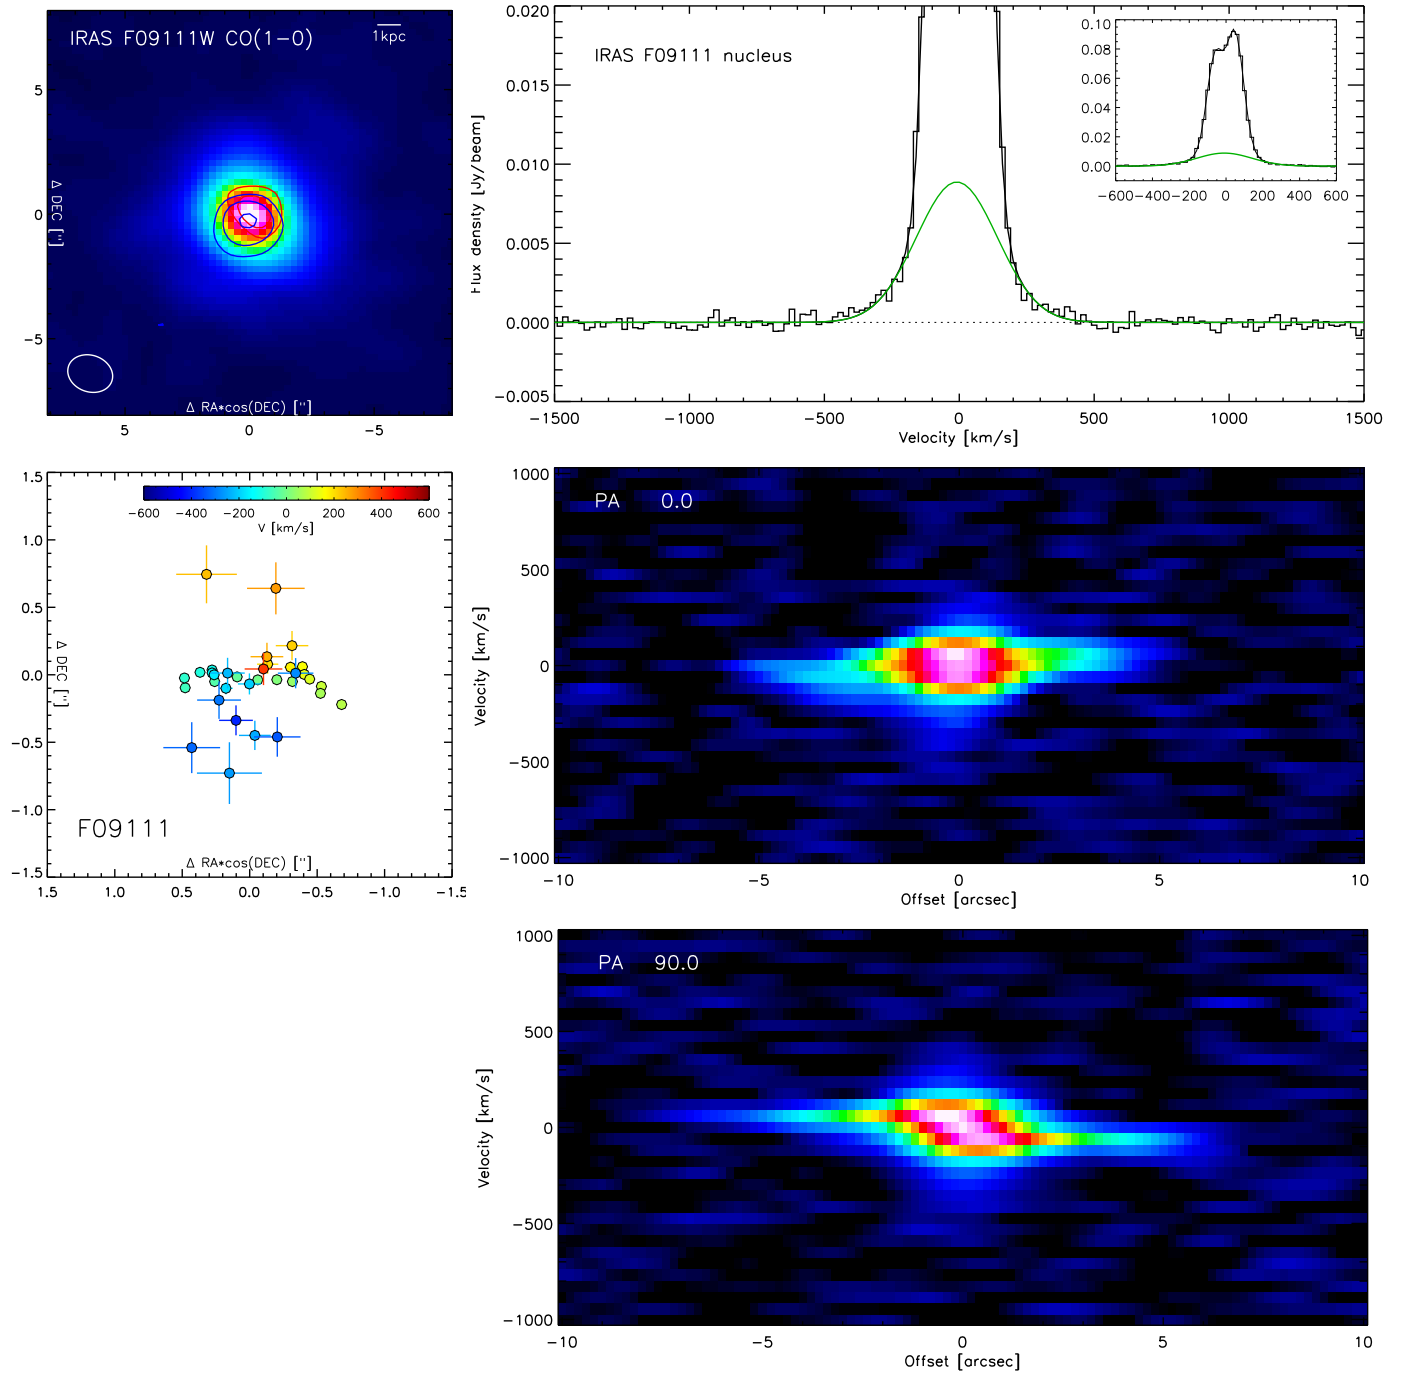 IRAS F09111W CO(1-0)
1kpc
5
0
-5
Δ DEC ["]
Δ RA*cos(DEC) ["]
5 0 -5
0.020
0.015
0.010
0.005
0.000
-0.005
Flux density [Jy/beam]
IRAS F09111 nucleus
-1500 -1000 -500 0 500 1000 1500
Velocity [km/s]
0.10
0.08
0.06
0.04
0.02
0.00
-600 -400 -200 0 200 400 600
1.5
1.0
0.5
0.0
-0.5
-1.0
-1.5
-600 -400 -200 0 200 400 600
V [km/s]
Δ DEC ["]
F09111
Δ RA*cos(DEC) ["]
1.5 1.0 0.5 0.0 -0.5 -1.0 -1.5
1000
500
0
-500
-1000
Velocity [km/s]
PA 0.0
-10 -5 0 5 10
Offset [arcsec]
1000
500
0
-500
-1000
Velocity [km/s]
PA 90.0
-10 -5 0 5 10
Offset [arcsec]